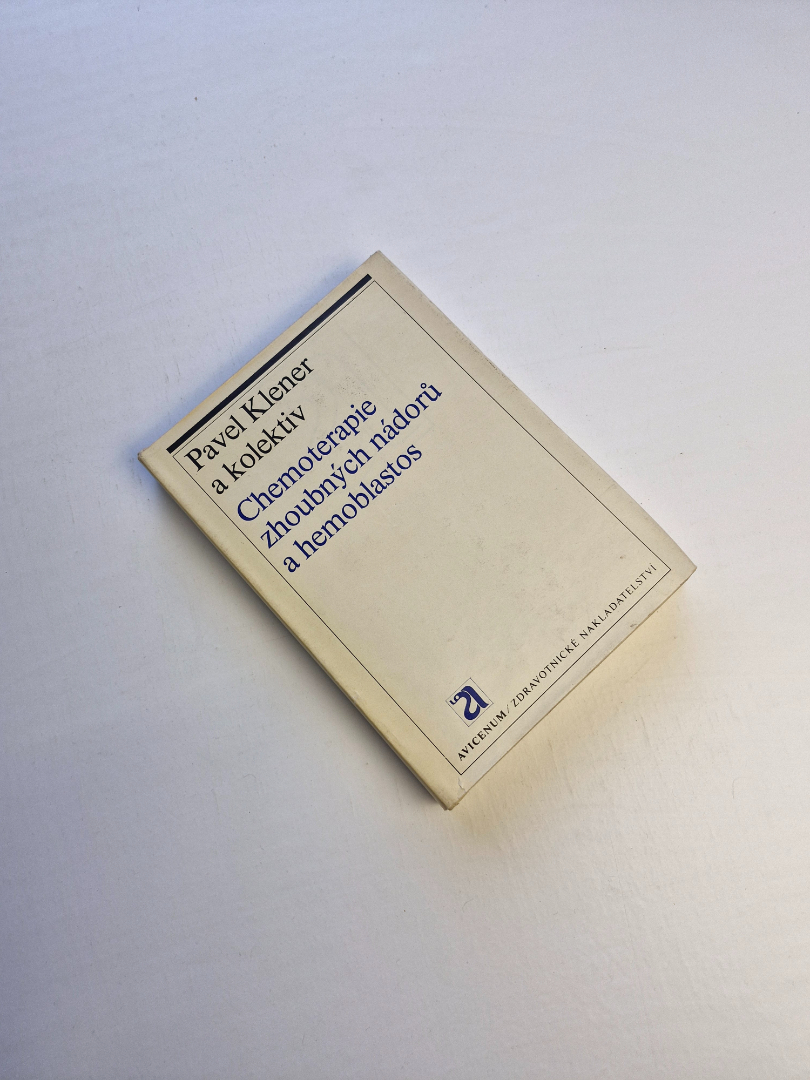 Pavel Klener
a kolektiv
Chemoterapie
zhoubných nádorů
a hemoblastos
AVICENUM/ZDRAVOTNICKÉ NAKLADATELSTVÍ